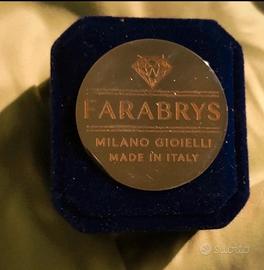 FARABRYS
MILANO GIOIELLI
MADE IN ITALY
subito